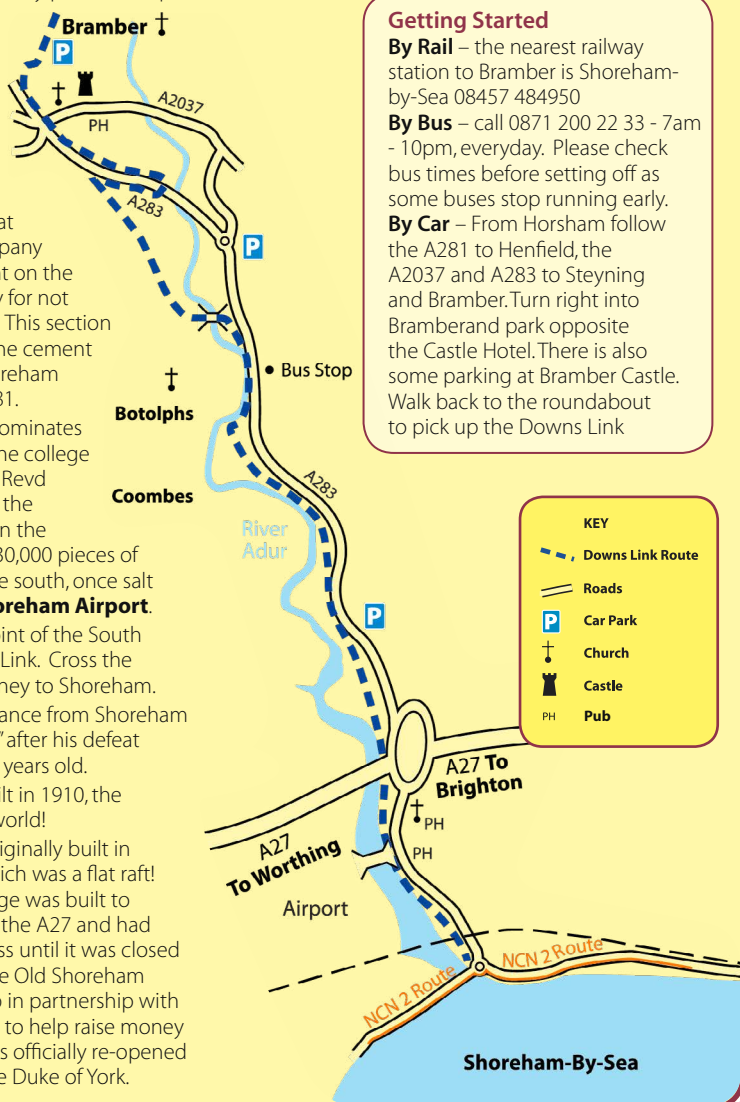 Bramber
P
PH
A2037
A283
P
at
pany
nt on the
y for not
This section
ne cement
oreham
81.
ominates
ne college
Revd
the
n the
30,000 pieces of
e south, once salt
oreham Airport.
oint of the South
Link. Cross the
ney to Shoreham.
ance from Shoreham
" after his defeat
years old.
ilt in 1910, the
world!
iginally built in
ich was a flat raft!
ge was built to
the A27 and had
ss until it was closed
e Old Shoreham
o in partnership with
to help raise money
s officially re-opened
e Duke of York.
Bus Stop
Botolphs
Coombes
River
Adur
A283
P
A27 To
Brighton
PH
PH
A27
To Worthing
Airport
NCN 2 Route
NCN 2 Route
Shoreham-By-Sea
Getting Started
By Rail – the nearest railway
station to Bramber is Shoreham-
by-Sea 08457 484950
By Bus – call 0871 200 22 33 - 7am
- 10pm, everyday. Please check
bus times before setting off as
some buses stop running early.
By Car – From Horsham follow
the A281 to Henfield, the
A2037 and A283 to Steyning
and Bramber. Turn right into
Bramberand park opposite
the Castle Hotel. There is also
some parking at Bramber Castle.
Walk back to the roundabout
to pick up the Downs Link
KEY
Downs Link Route
Roads
P Car Park
Church
Castle
PH Pub